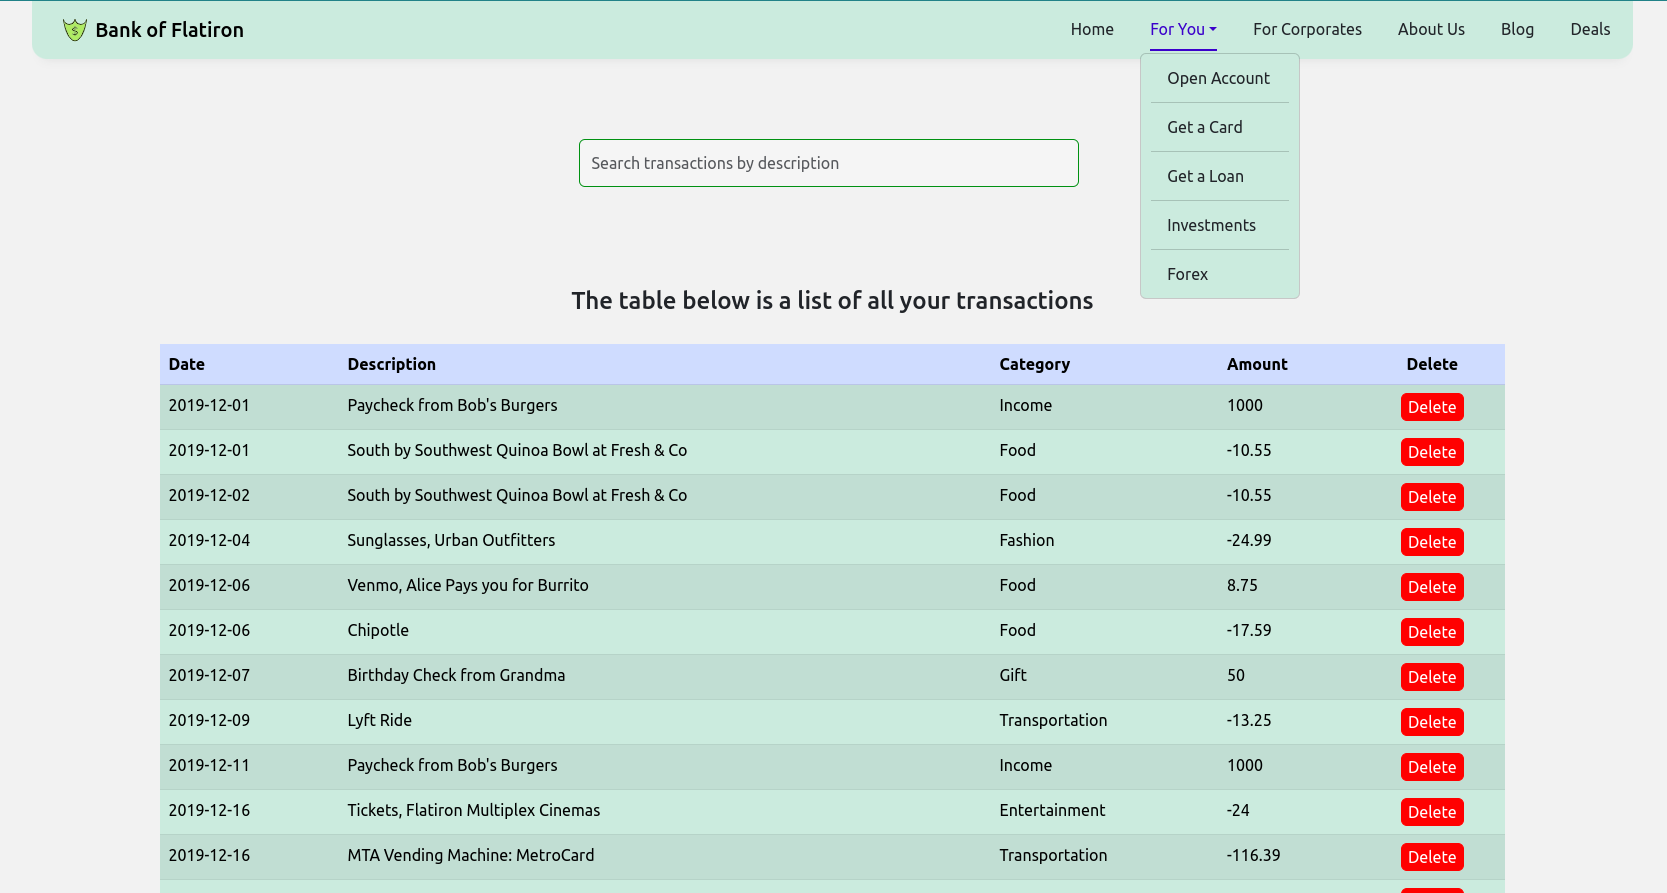 $ Bank of Flatiron Home For You For Corporates About Us Blog Deals
Open Account
Get a Card
Get a Loan
Investments
Forex
Search transactions by description
The table below is a list of all your transactions
Date Description Category Amount Delete
2019-12-01 Paycheck from Bob's Burgers Income 1000 Delete
2019-12-01 South by Southwest Quinoa Bowl at Fresh & Co Food -10.55 Delete
2019-12-02 South by Southwest Quinoa Bowl at Fresh & Co Food -10.55 Delete
2019-12-04 Sunglasses, Urban Outfitters Fashion -24.99 Delete
2019-12-06 Venmo, Alice Pays you for Burrito Food 8.75 Delete
2019-12-06 Chipotle Food -17.59 Delete
2019-12-07 Birthday Check from Grandma Gift 50 Delete
2019-12-09 Lyft Ride Transportation -13.25 Delete
2019-12-11 Paycheck from Bob's Burgers Income 1000 Delete
2019-12-16 Tickets, Flatiron Multiplex Cinemas Entertainment -24 Delete
2019-12-16 MTA Vending Machine: MetroCard Transportation -116.39 Delete